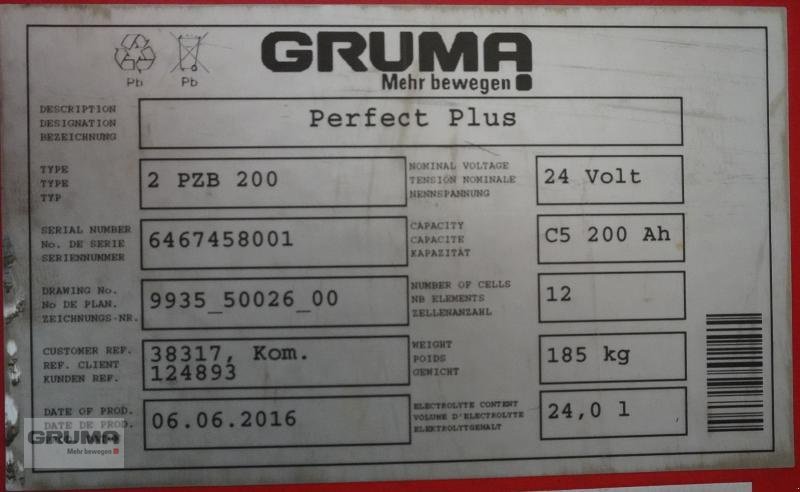 Pb
Pb
GRUMA
Mehr bewegen
DESCRIPTION
DESIGNATION
BEZEICHNUNG
Perfect Plus
TYPE
TYPE
TYP
2 PZB 200
NOMINAL VOLTAGE
TENSION NOMINALE
NENNSPANNUNG
24 Volt
SERIAL NUMBER
No. DE SERIE
SERIENNUMMER
6467458001
CAPACITY
CAPACITE
KAPAZITÄT
C5 200 Ah
DRAWING No.
No DE PLAN.
ZEICHNUNGS-NR.
9935_50026_00
NUMBER OF CELLS
NB ELEMENTS
ZELLENANZAHL
12
CUSTOMER REF.
REF. CLIENT
KUNDEN REF.
38317, Kom.
124893
WEIGHT
POIDS
GEWICHT
185 kg
DATE OF PROD.
DATE DE PROD.
06.06.2016
ELECTROLYTE CONTENT
VOLUME D'ELECTROLYTE
ELEKTROLYTGEHALT
24,0 l
GRUMA
Mehr bewegen